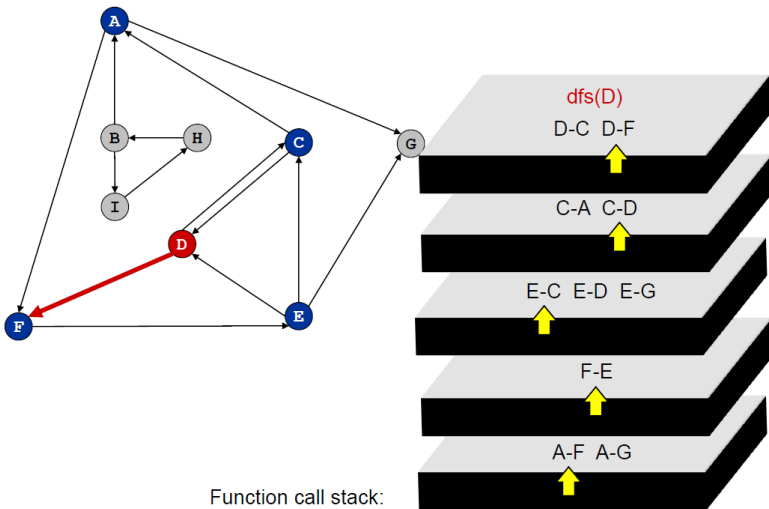 A
B H
C
G
I
D
E
F
dfs(D)
D-C D-F
C-A C-D
E-C E-D E-G
F-E
A-F A-G
Function call stack: